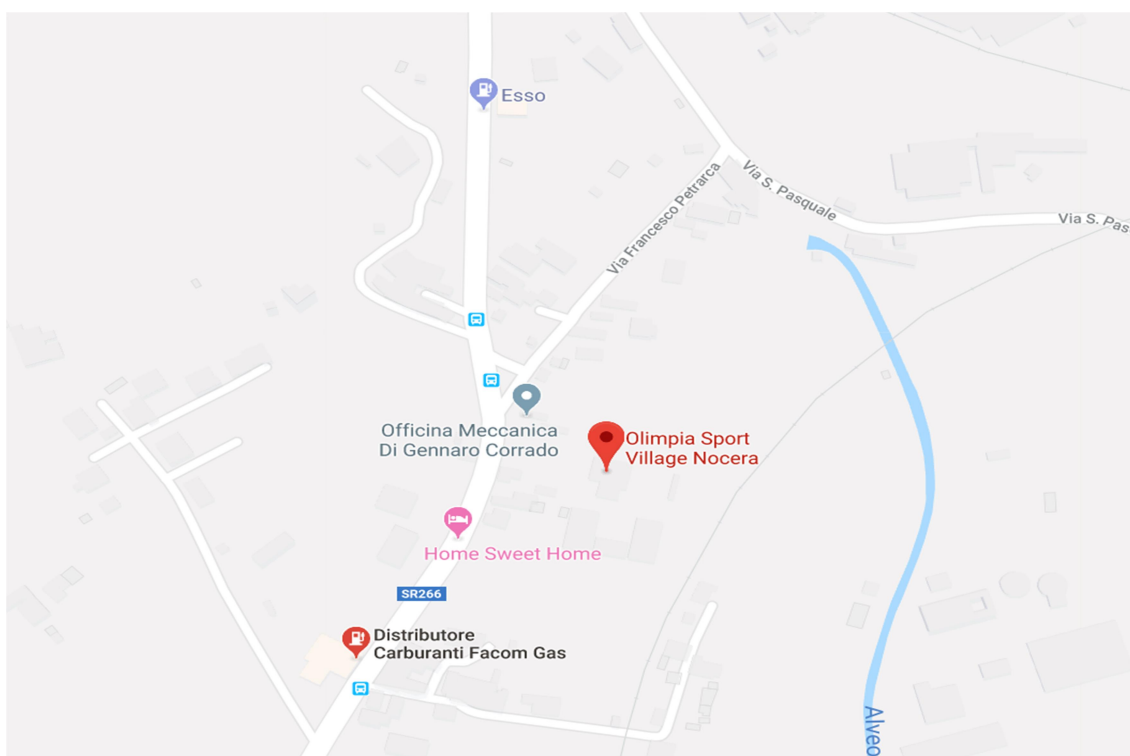 Esso
Via S. Pasquale
Via Francesco Petrarca
Via S. Pas
Officina Meccanica
Di Gennaro Corrado
Olimpia Sport
Village Nocera
Home Sweet Home
SR266
Distributore
Carburanti Facom Gas
Alveo